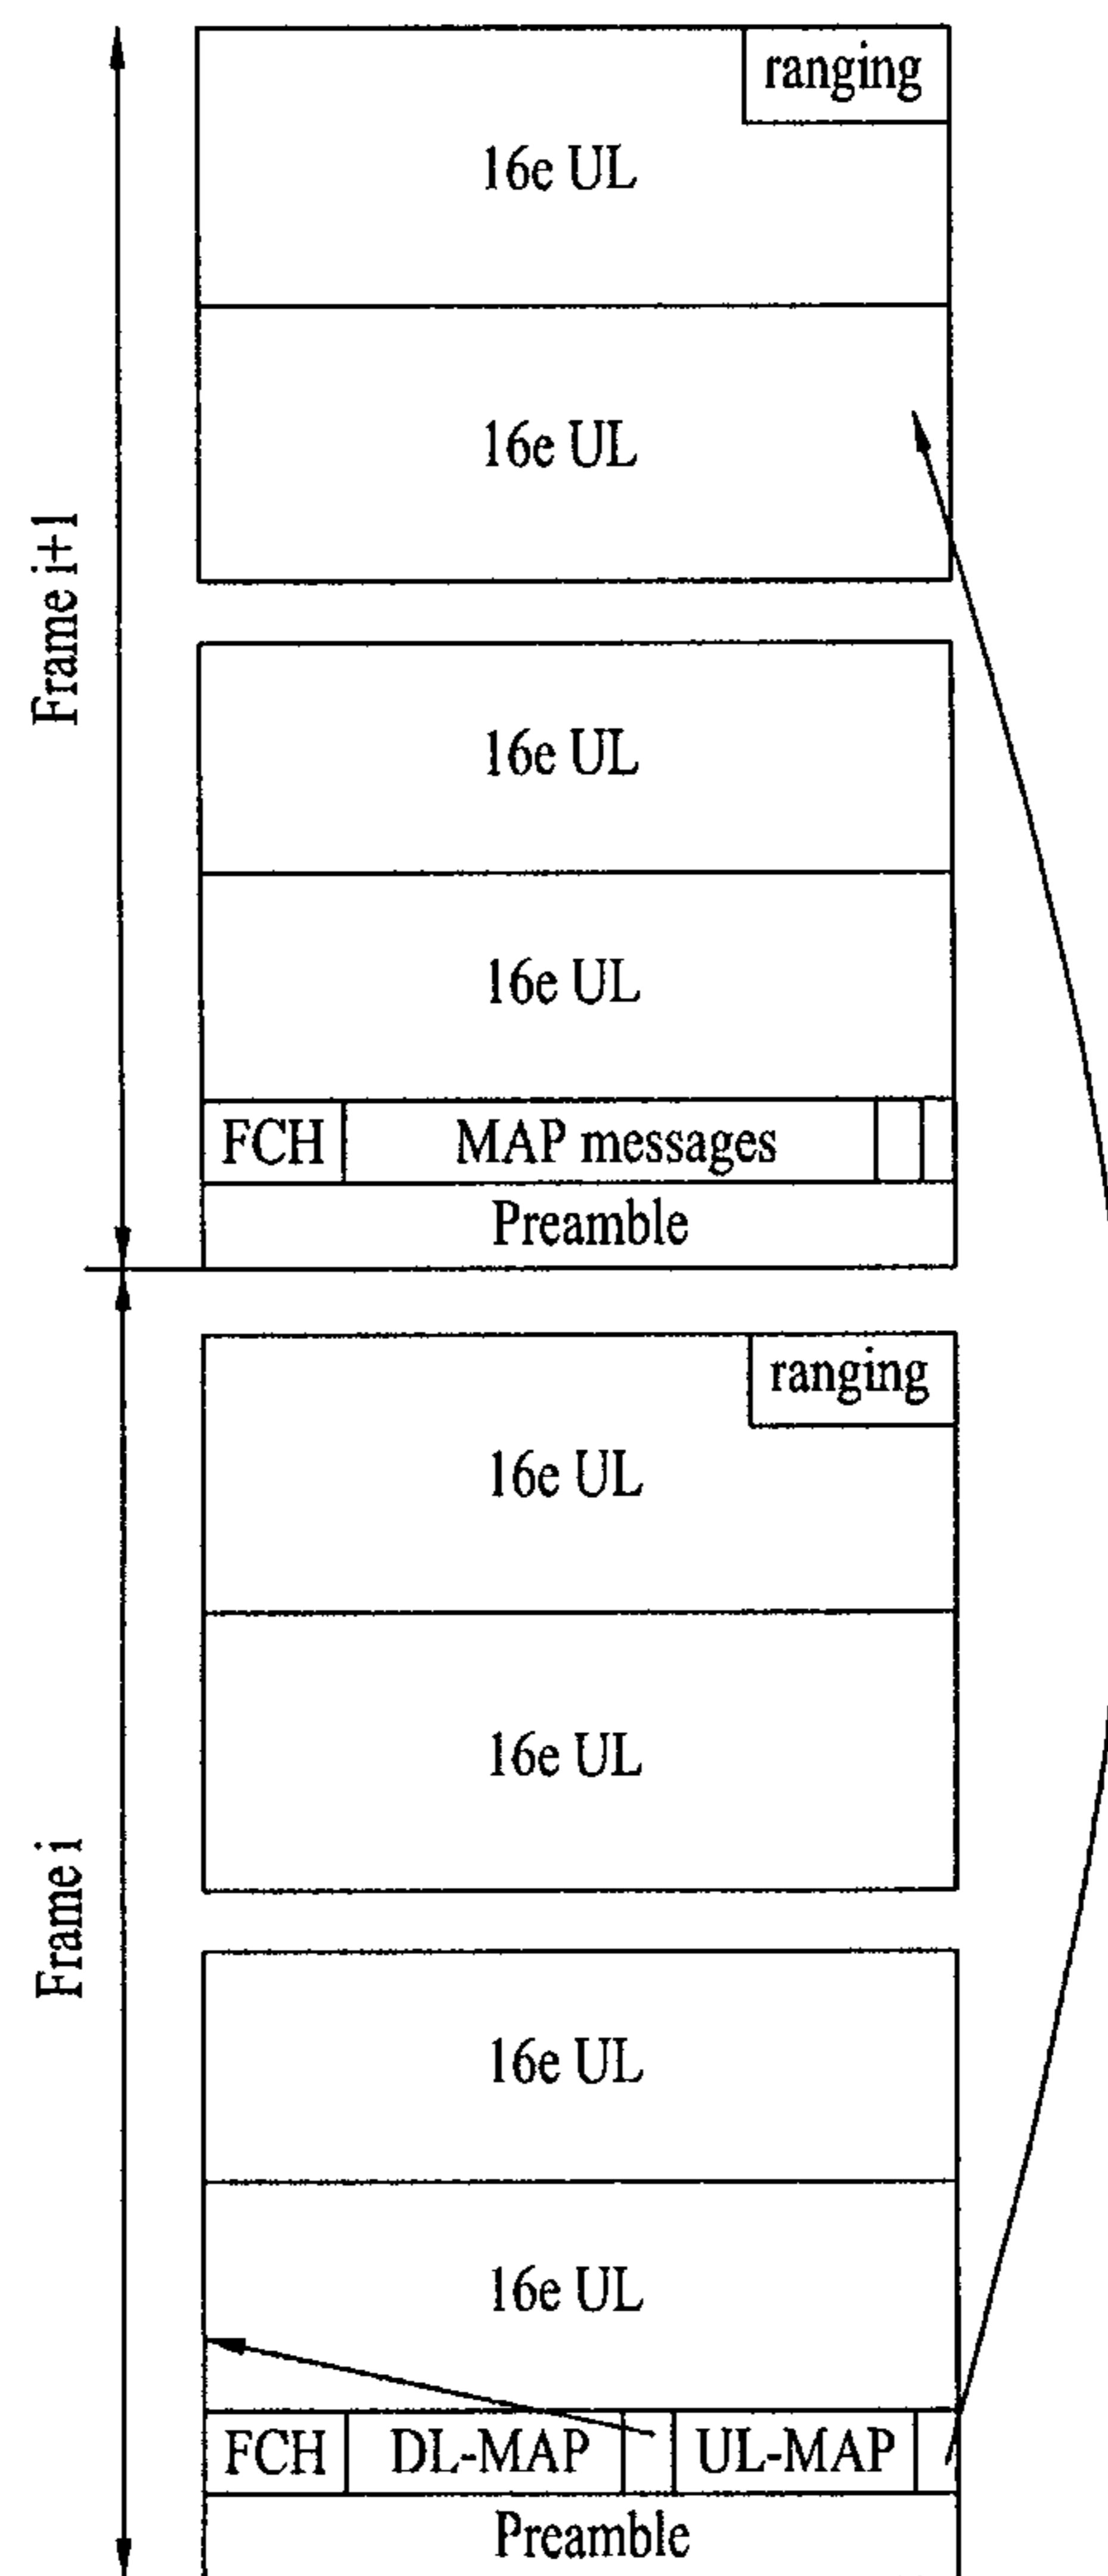 ranging
16e UL
16e UL
Frame i+1
16e UL
16e UL
FCH MAP messages
Preamble
ranging
16e UL
16e UL
Frame i
16e UL
16e UL
FCH DL-MAP UL-MAP
Preamble